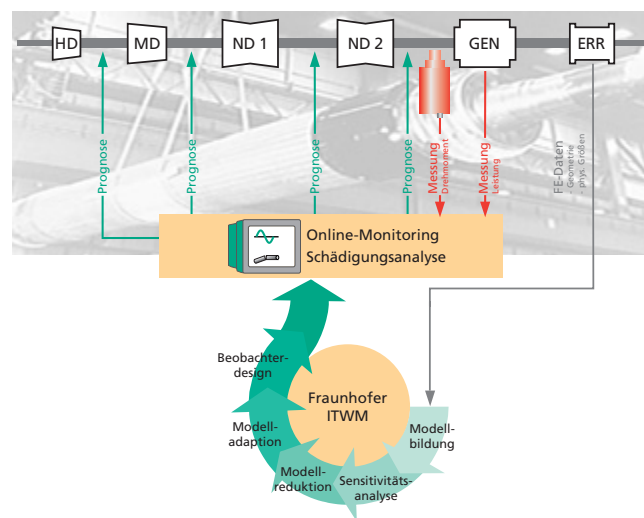 HD
MD
ND 1
ND 2
GEN
ERR
Prognose
Prognose
Prognose
Prognose
Messung
Drehmoment
Messung
Leistung
FE-Daten
- Geometrie
- phys. Größen
Online-Monitoring
Schädigungsanalyse
Beobachter-
design
Fraunhofer
ITWM
Modell-
adaption
Modell-
bildung
Modell-
reduktion
Sensitivitäts-
analyse